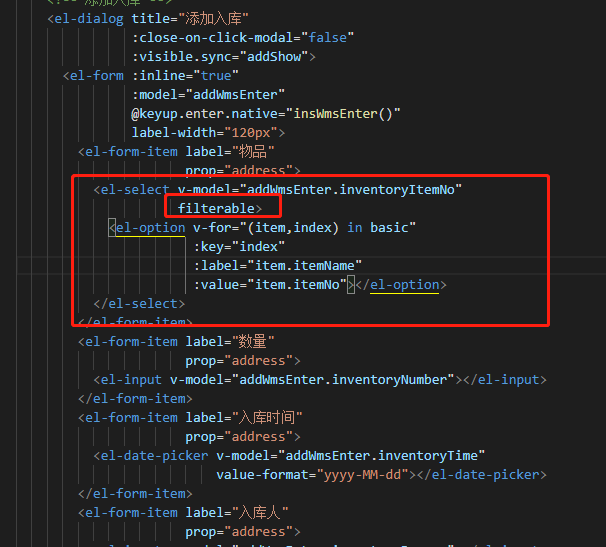 <!-- 添加入库 -->
<el-dialog title="添加入库"
:close-on-click-modal="false"
:visible.sync="addShow">
<el-form :inline="true"
:model="addWmsEnter"
@keyup.enter.native="insWmsEnter()"
label-width="120px">
<el-form-item label="物品"
prop="address">
<el-select v-model="addWmsEnter.inventoryItemNo"
filterable>
<el-option v-for="(item,index) in basic"
:key="index"
:label="item.itemName"
:value="item.itemNo"></el-option>
</el-select>
</el-form-item>
<el-form-item label="数量"
prop="address">
<el-input v-model="addWmsEnter.inventoryNumber"></el-input>
</el-form-item>
<el-form-item label="入库时间"
prop="address">
<el-date-picker v-model="addWmsEnter.inventoryTime"
value-format="yyyy-MM-dd"></el-date-picker>
</el-form-item>
<el-form-item label="入库人"
prop="address">